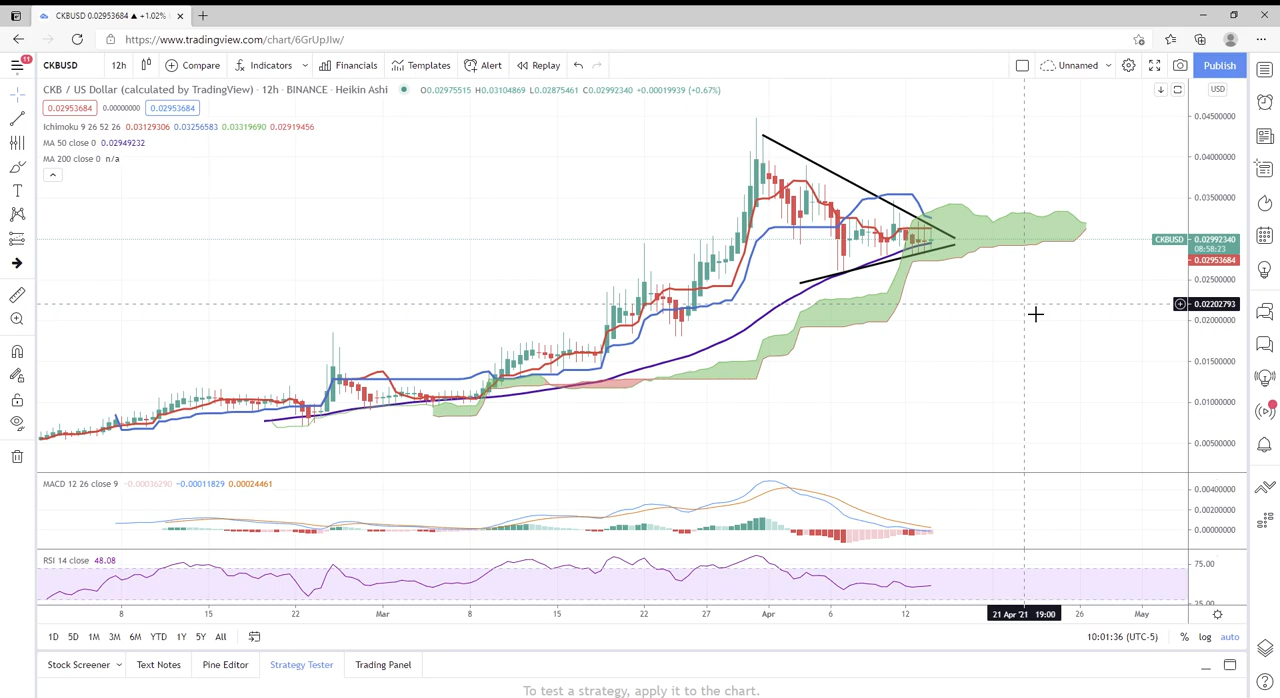 CKBUSD 0.02953684 ▲ +1.02%
https://www.tradingview.com/chart/6GrUpJIw/
11
CKBUSD 12h Compare Indicators Financials Templates Alert Replay Unnamed Publish
CKB / US Dollar (calculated by TradingView) · 12h · BINANCE · Heikin Ashi O0.02975515 H0.03104869 L0.02875461 C0.02992340 +0.00019939 (+0.67%)
USD
0.02953684 0.00000000 0.02953684
Ichimoku 9 26 52 26 0.03129306 0.03256583 0.03319690 0.02919456
MA 50 close 0 0.02949232
MA 200 close 0 n/a
0.04500000
0.04000000
0.03500000
CKBUSD 0.02992340
08:58:23
0.02953684
0.02500000
0.02202793
0.02000000
0.01500000
0.01000000
0.00500000
MACD 12 26 close 9 −0.00036290 −0.00011829 0.00024461
0.00400000
0.00200000
0.00000000
RSI 14 close 48.08
75.00
25.00
8 15 22 Mar 8 15 22 27 Apr 6 12 21 Apr '21 19:00 26 May
1D 5D 1M 3M 6M YTD 1Y 5Y All 10:01:36 (UTC-5) % log auto
Stock Screener Text Notes Pine Editor Strategy Tester Trading Panel
To test a strategy, apply it to the chart.